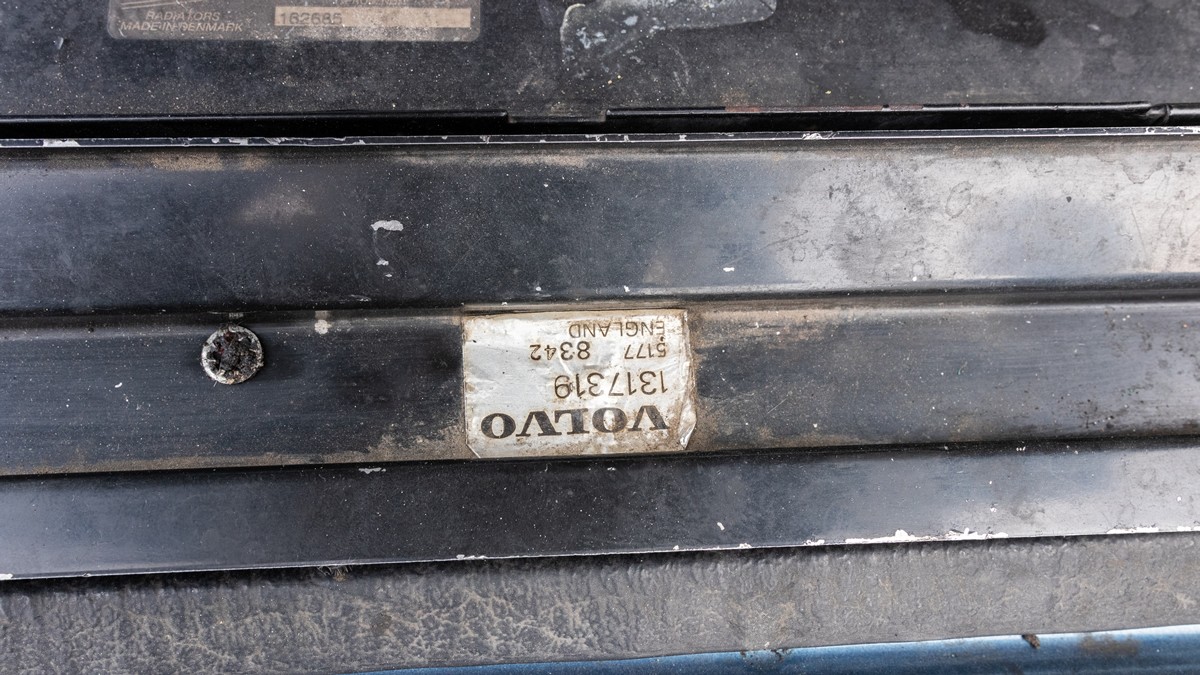 RADIATORS
MADE IN DENMARK
162685
VOLVO
1317319
5177 8342
ENGLAND